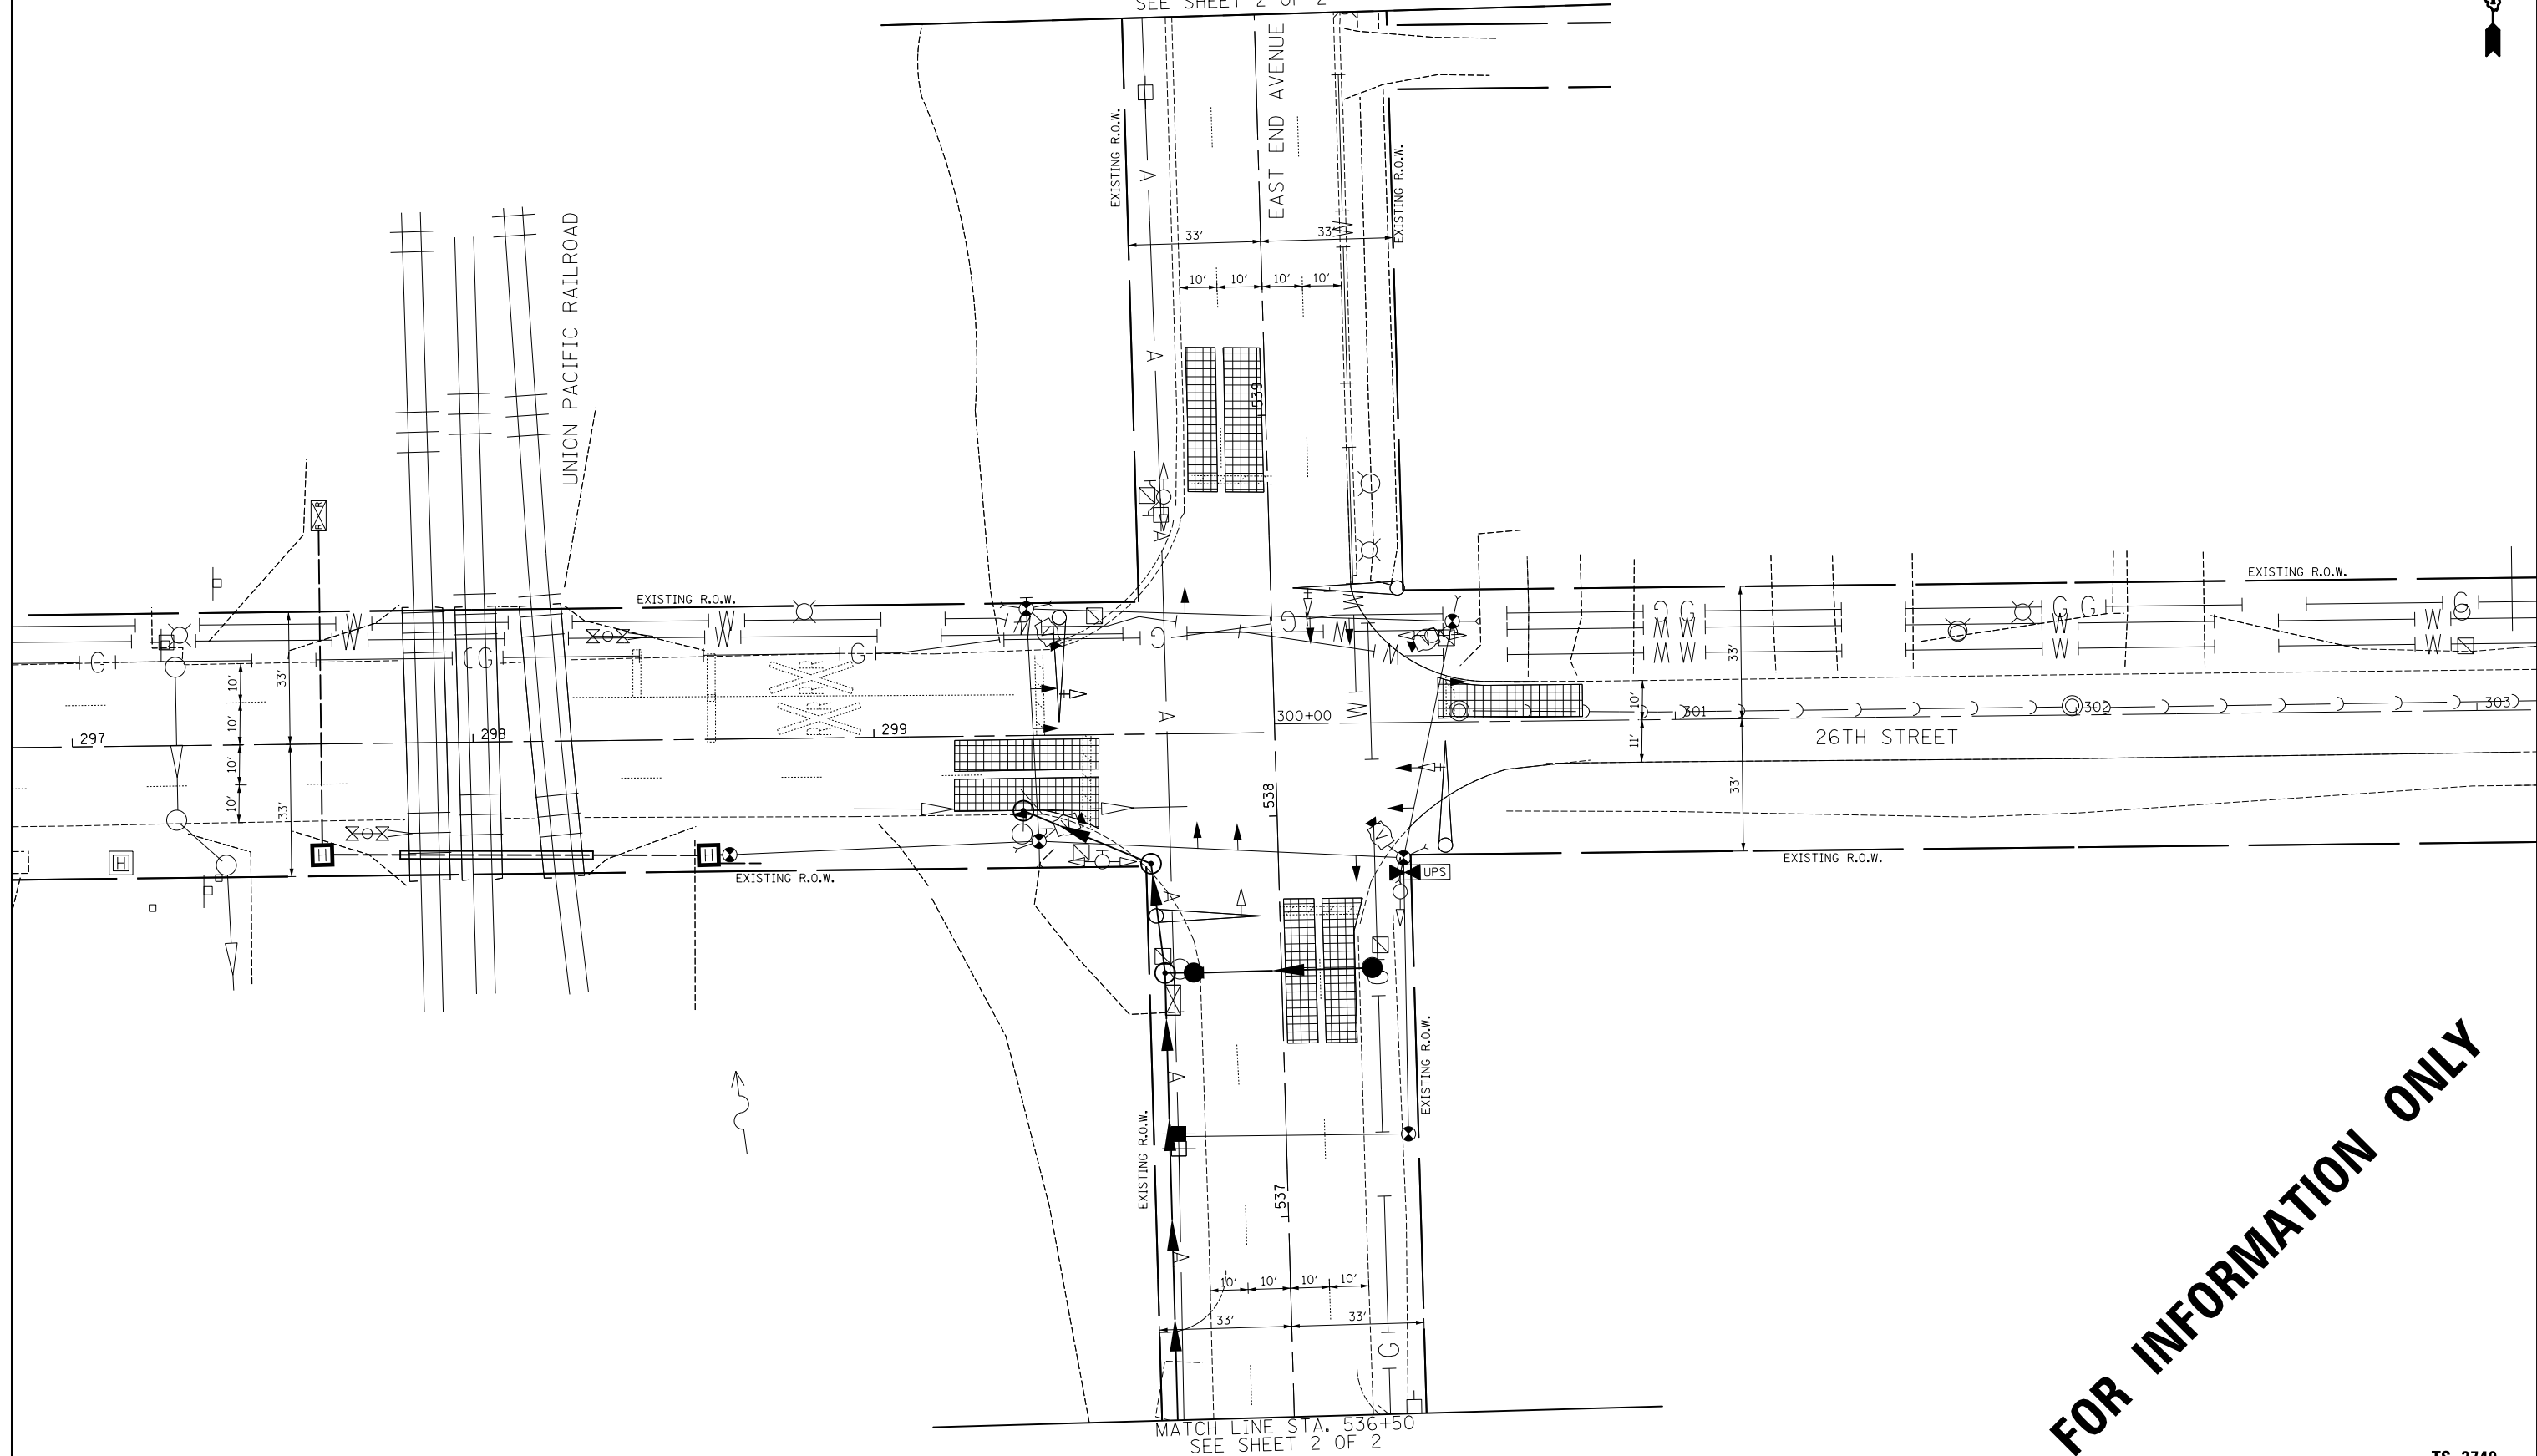 SEE SHEET 2 OF 2
EAST END AVENUE
EXISTING R.O.W.
EXISTING R.O.W.
A
W
33'
33'
10'
10'
10'
10'
UNION PACIFIC RAILROAD
A
539
A
RR
EXISTING R.O.W.
EXISTING R.O.W.
W
W
G
G
G
G
G
W
W
W
W
G
W
W
W
W
W
W
G
G
G
G
33'
33'
10'
10'
10'
10'
33'
R R
R R
A
W
10'
11'
33'
33'
297
298
299
300+00
301
302
303
26TH STREET
538
V
V
V
V
H
H
H
UPS
EXISTING R.O.W.
EXISTING R.O.W.
A
G
EXISTING R.O.W.
EXISTING R.O.W.
A
537
A
10'
10'
10'
10'
33'
33'
G
MATCH LINE STA. 536+50
SEE SHEET 2 OF 2
FOR INFORMATION ONLY